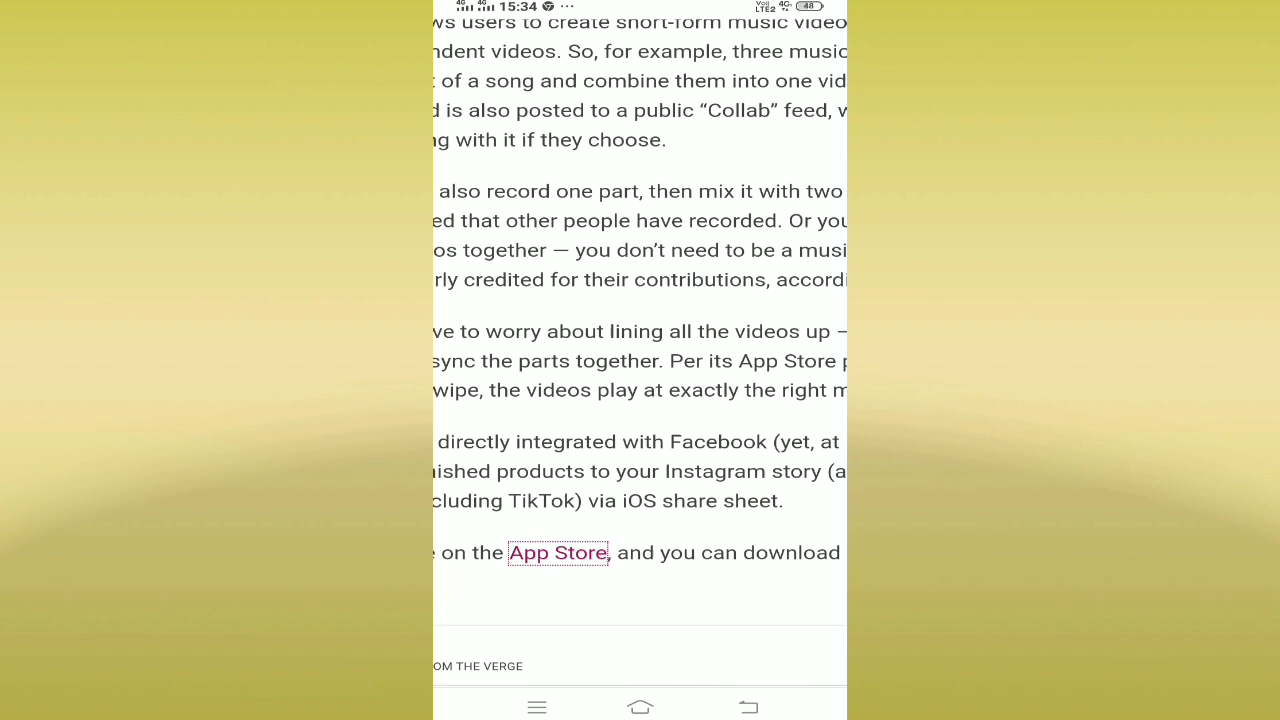 15:34 48
ws users to create short-form music video
ndent videos. So, for example, three music
of a song and combine them into one vid
d is also posted to a public “Collab” feed, w
ng with it if they choose.
also record one part, then mix it with two
ed that other people have recorded. Or you
os together — you don’t need to be a musi
rly credited for their contributions, accordi
ve to worry about lining all the videos up –
sync the parts together. Per its App Store p
wipe, the videos play at exactly the right m
directly integrated with Facebook (yet, at
nished products to your Instagram story (a
cluding TikTok) via iOS share sheet.
e on the App Store, and you can download
OM THE VERGE